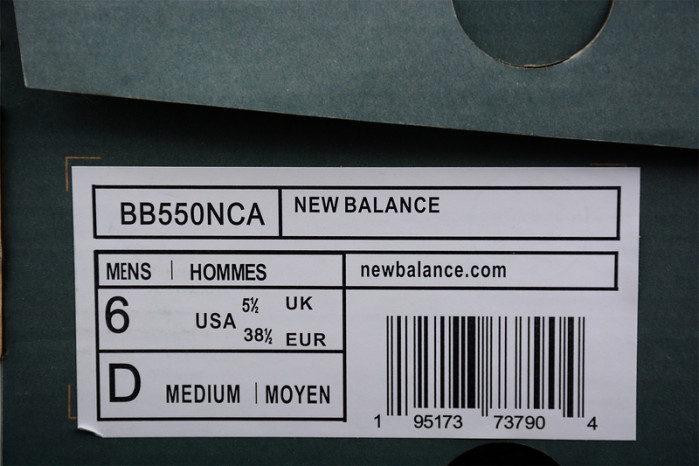 BB550NCA
NEW BALANCE
MENS | HOMMES
newbalance.com
6 USA 5½ UK
38½ EUR
D MEDIUM | MOYEN
1 95173 73790 4